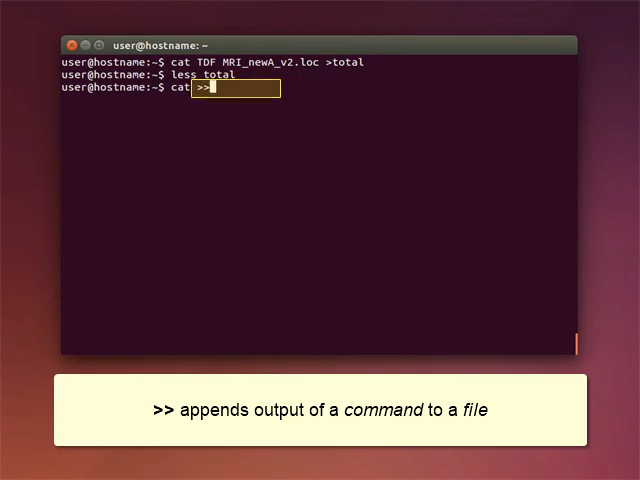 user@hostname: ~
user@hostname:~$ cat TDF MRI_newA_v2.loc >total
user@hostname:~$ less total
user@hostname:~$ cat >>
>> appends output of a command to a file